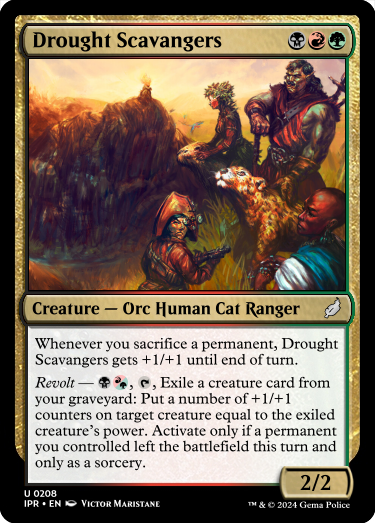 Drought Scavangers
Creature — Orc Human Cat Ranger
Whenever you sacrifice a permanent, Drought
Scavangers gets +1/+1 until end of turn.
Revolt — , , Exile a creature card from
your graveyard: Put a number of +1/+1
counters on target creature equal to the exiled
creature's power. Activate only if a permanent
you controlled left the battlefield this turn and
only as a sorcery.
2/2
U 0208
IPR • EN Victor Maristane
™ & © 2024 Gema Police